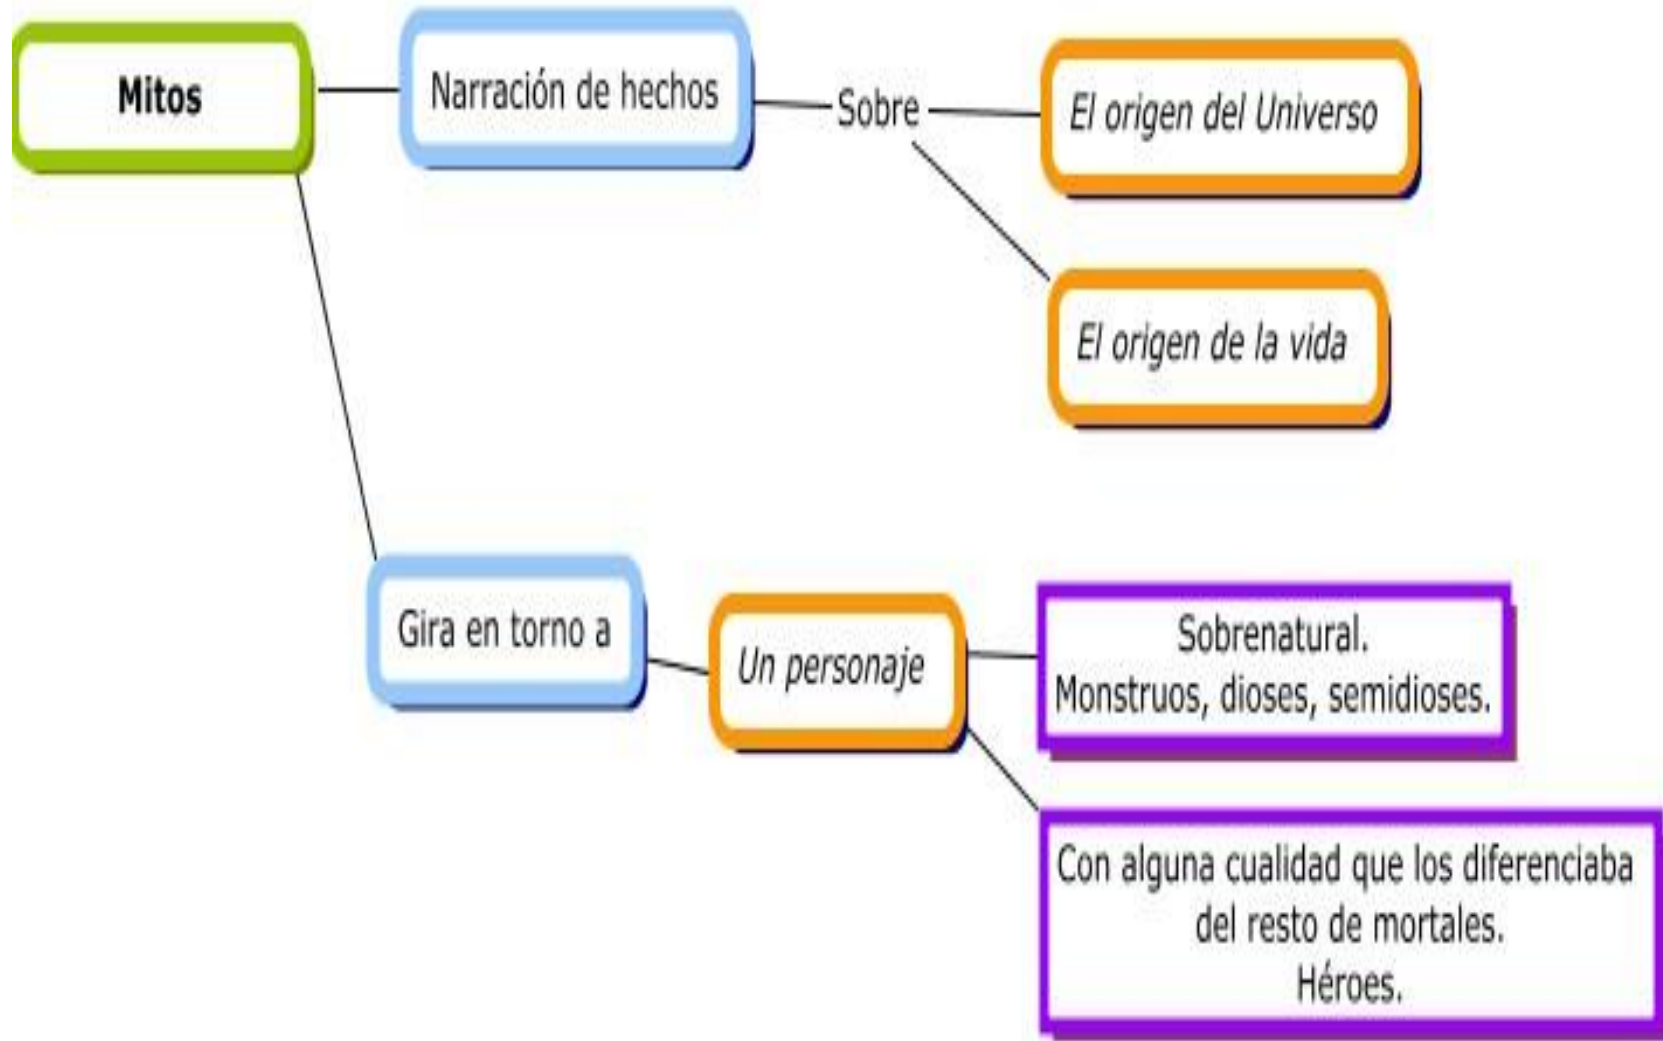 Mitos
Narración de hechos
Sobre
El origen del Universo
El origen de la vida
Gira en torno a
Un personaje
Sobrenatural.
Monstruos, dioses, semidioses.
Con alguna cualidad que los diferenciaba
del resto de mortales.
Héroes.